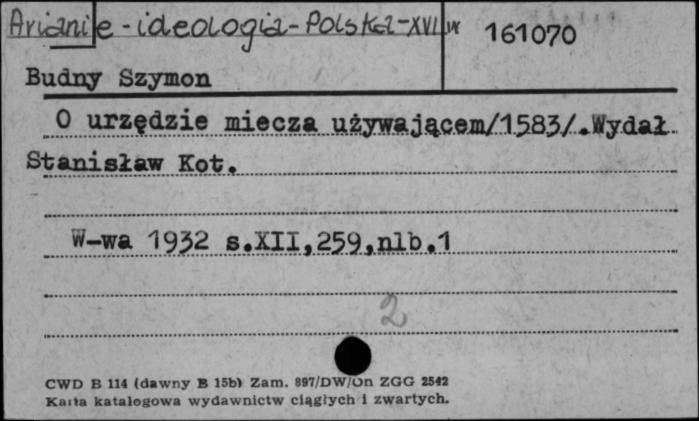 Arianie - ideologia - Polska - XVI w
161070
Budny Szymon
O urzędzie miecza używającem/1583/.Wydał
Stanisław Kot.
W-wa 1932 s.XII,259,nlb.1
2
CWD B 114 (dawny B 15b) Zam. 897/DW/On ZGG 2542
Karta katalogowa wydawnictw ciągłych i zwartych.